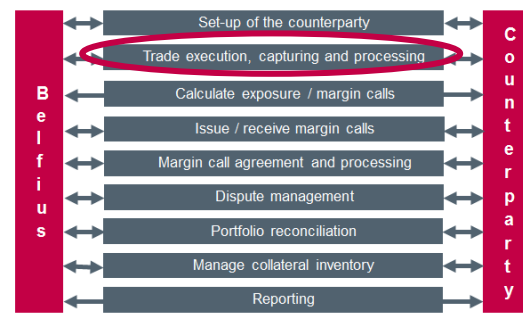 Belfius
Set-up of the counterparty
Trade execution, capturing and processing
Calculate exposure / margin calls
Issue / receive margin calls
Margin call agreement and processing
Dispute management
Portfolio reconciliation
Manage collateral inventory
Reporting
Counterparty